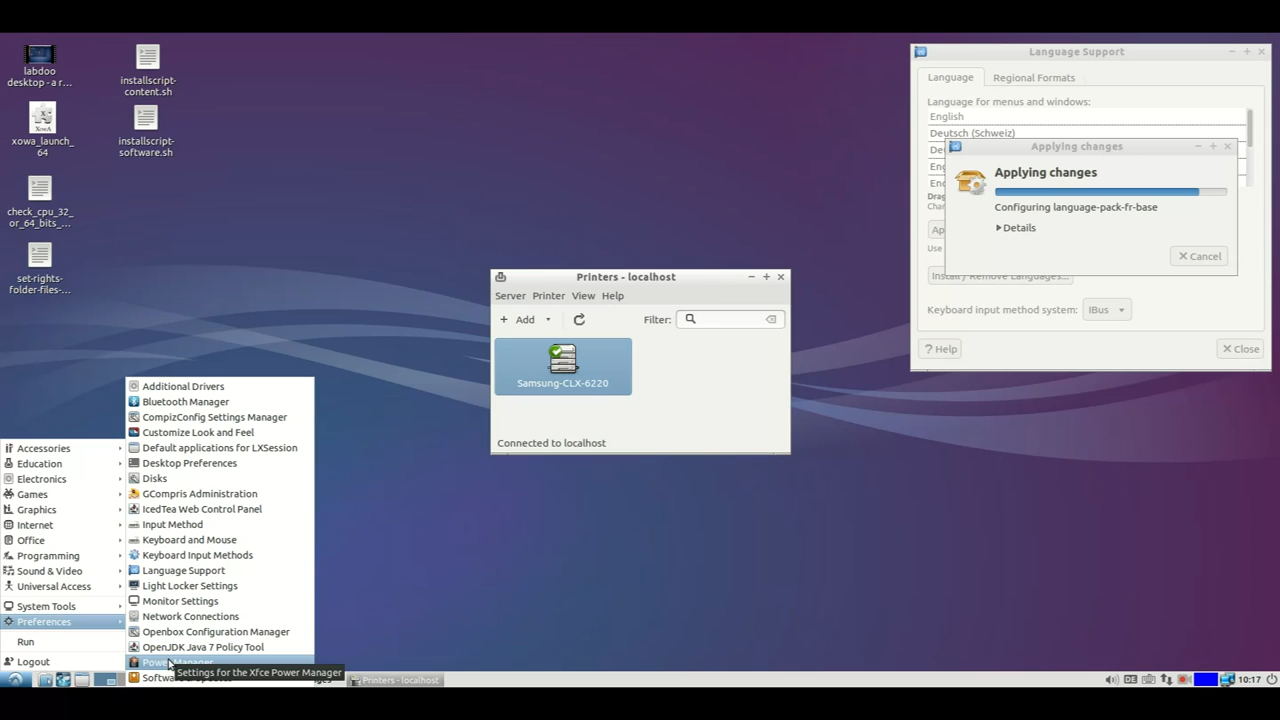 labdoo
desktop - a r...
installscript-
content.sh
xowa_launch_
64
installscript-
software.sh
check_cpu_32_
or_64_bits_...
set-rights-
folder-files-...
Language Support
Language
Regional Formats
Language for menus and windows:
English
Deutsch (Schweiz)
Applying changes
Applying changes
Configuring language-pack-fr-base
Details
Cancel
Install / Remove Languages...
Keyboard input method system:
IBus
Help
Close
Printers - localhost
Server
Printer
View
Help
Add
Filter:
Samsung-CLX-6220
Connected to localhost
Accessories
Education
Electronics
Games
Graphics
Internet
Office
Programming
Sound & Video
Universal Access
System Tools
Preferences
Run
Logout
Additional Drivers
Bluetooth Manager
CompizConfig Settings Manager
Customize Look and Feel
Default applications for LXSession
Desktop Preferences
Disks
GCompris Administration
IcedTea Web Control Panel
Input Method
Keyboard and Mouse
Keyboard Input Methods
Language Support
Light Locker Settings
Monitor Settings
Network Connections
Openbox Configuration Manager
OpenJDK Java 7 Policy Tool
Power Manager
Settings for the Xfce Power Manager
Printers - localhost
DE
10:17